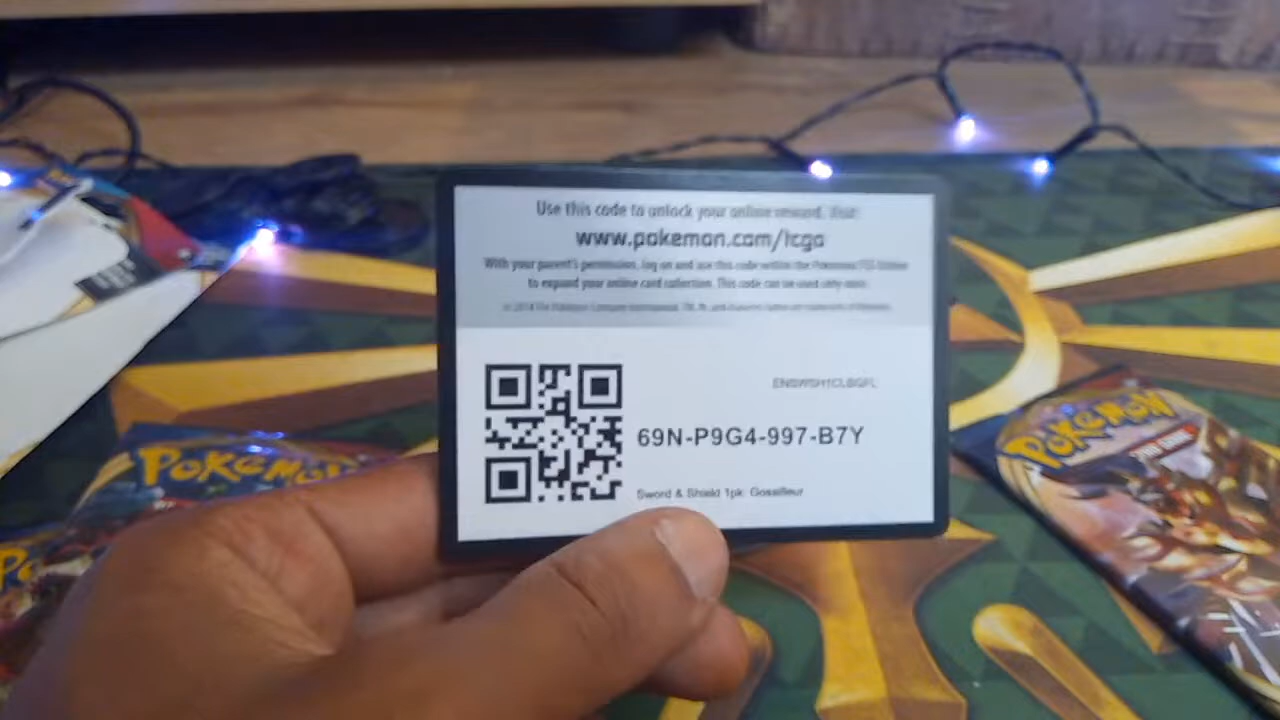 Use this code to unlock your online reward. Visit:
www.pokemon.com/tcgo
With your parent's permission, log on and use this code within the Pokémon TCG Online
to expand your online card collection. This code can be used only once.
69N-P9G4-997-B7Y
Sword & Shield 1pk: Gossifleur
POKéMON
POKéMON